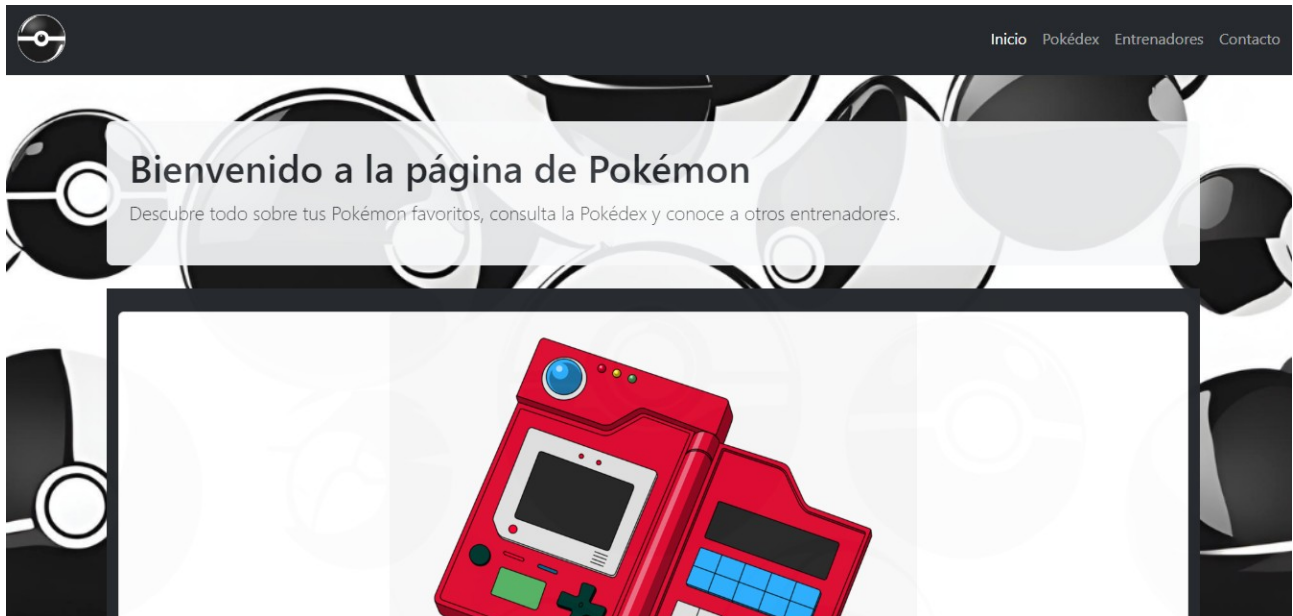 Inicio Pokédex Entrenadores Contacto
Bienvenido a la página de Pokémon
Descubre todo sobre tus Pokémon favoritos, consulta la Pokédex y conoce a otros entrenadores.